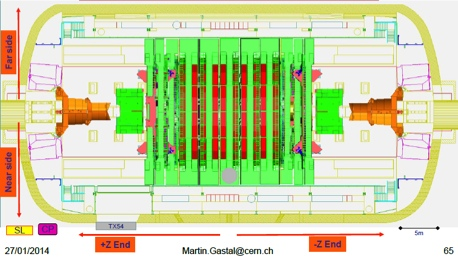 Far side
Near side
SL
CP
TX54
+Z End
-Z End
5m
27/01/2014
Martin.Gastal@cern.ch
65